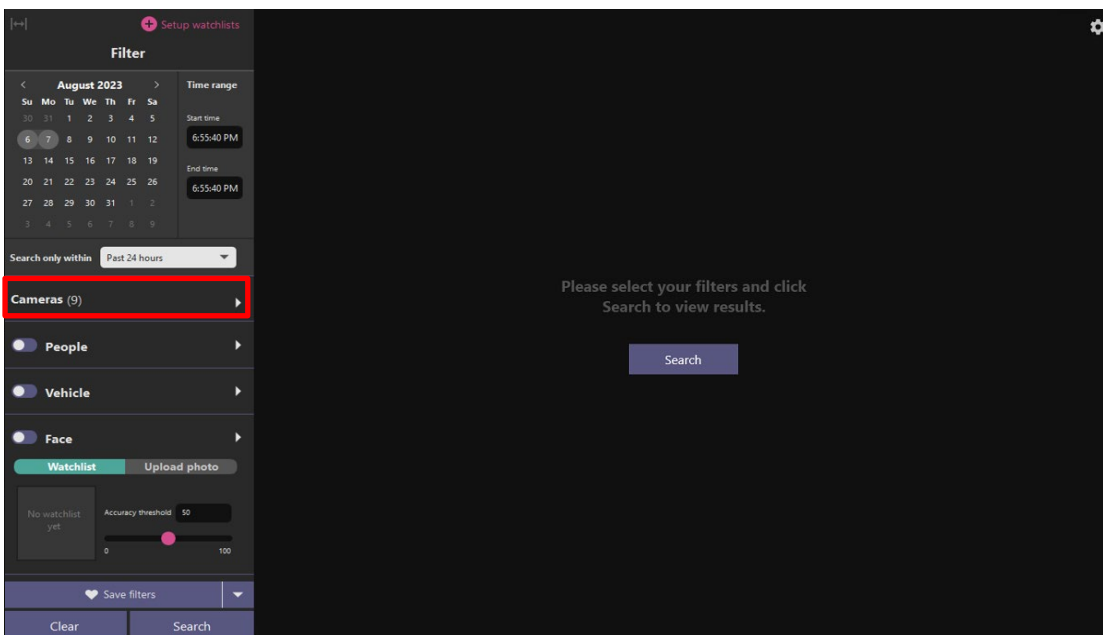 Setup watchlists
Filter
August 2023
Su Mo Tu We Th Fr Sa
30 31 1 2 3 4 5
6 7 8 9 10 11 12
13 14 15 16 17 18 19
20 21 22 23 24 25 26
27 28 29 30 31 1 2
3 4 5 6 7 8 9
Time range
Start time
6:55:40 PM
End time
6:55:40 PM
Search only within Past 24 hours
Cameras (9)
People
Vehicle
Face
Watchlist Upload photo
No watchlist
yet
Accuracy threshold 50
0 100
Save filters
Clear Search
Please select your filters and click
Search to view results.
Search